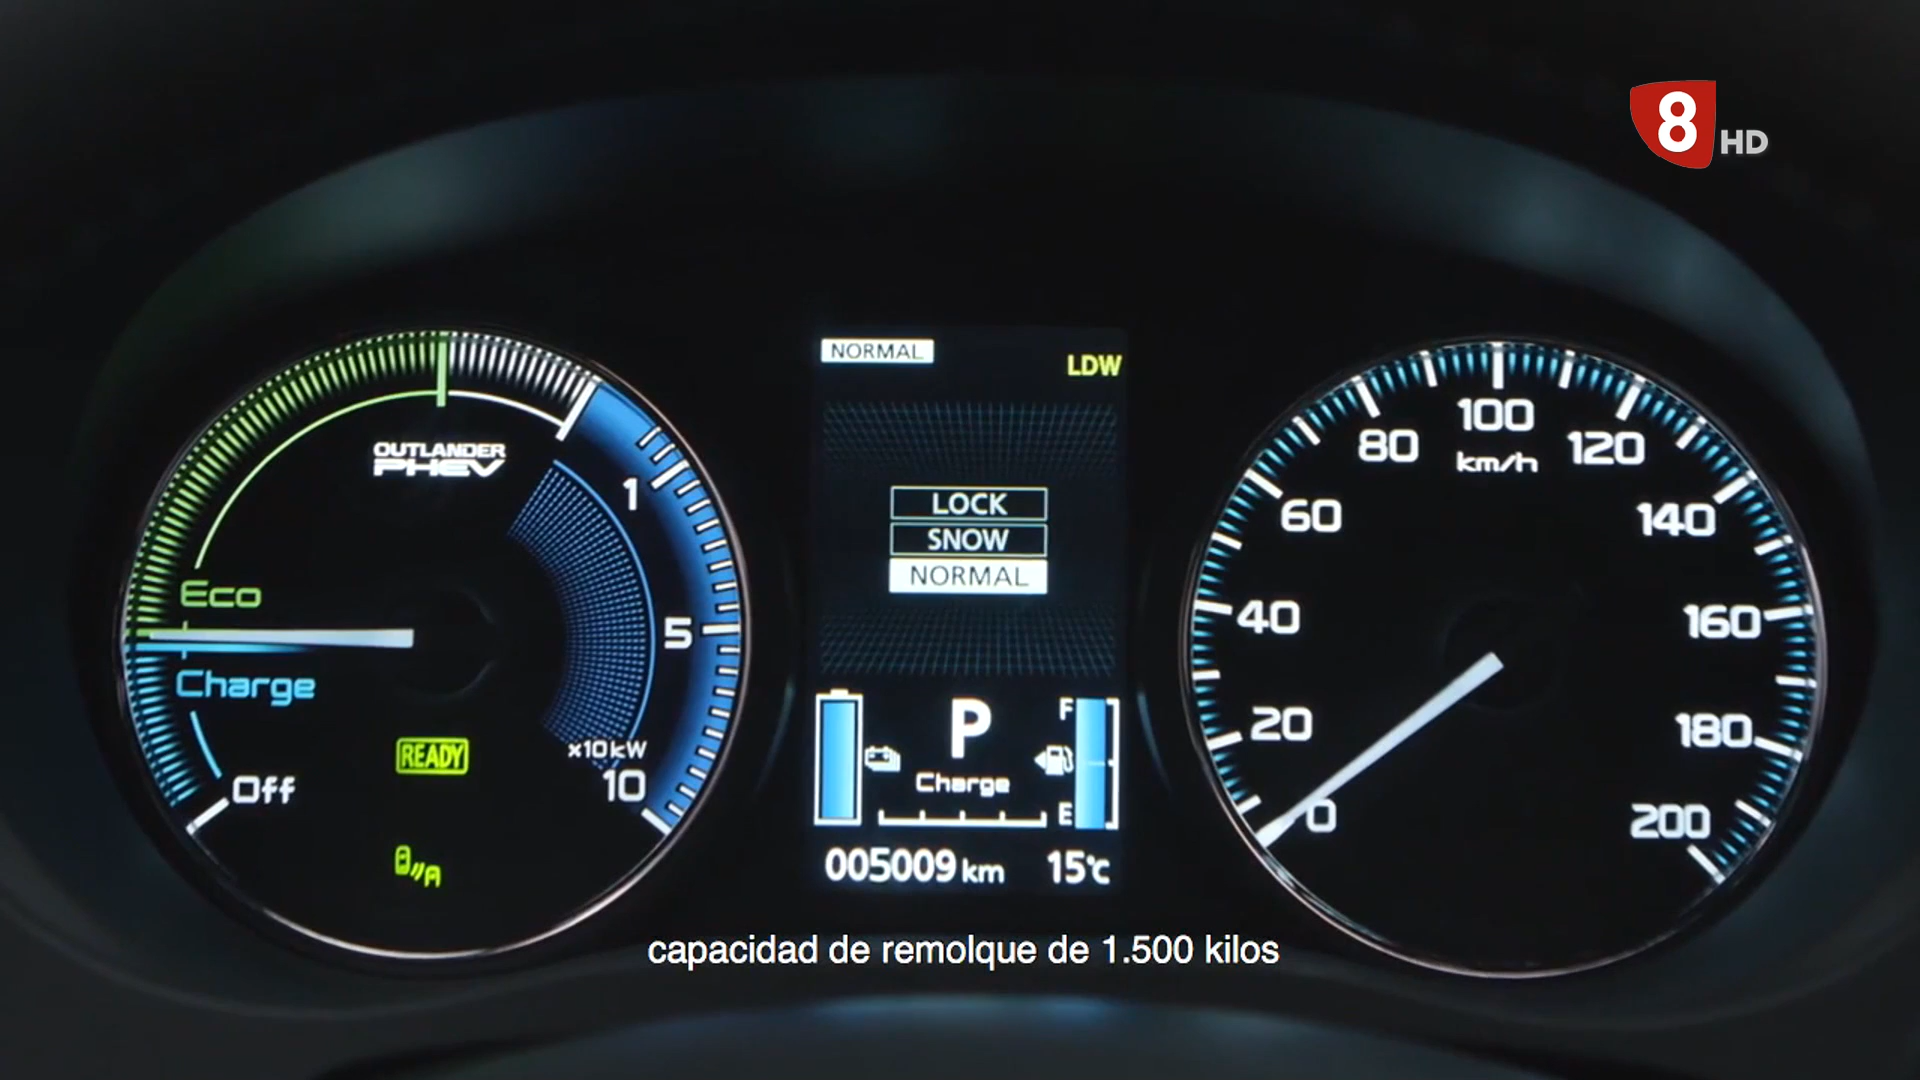 8 HD
OUTLANDER
PHEV
Eco
Charge
Off
READY
1
5
10
x10 kW
NORMAL
LDW
LOCK
SNOW
NORMAL
P
Charge
F
E
005009 km
15°C
0
20
40
60
80
100
km/h
120
140
160
180
200
capacidad de remolque de 1.500 kilos